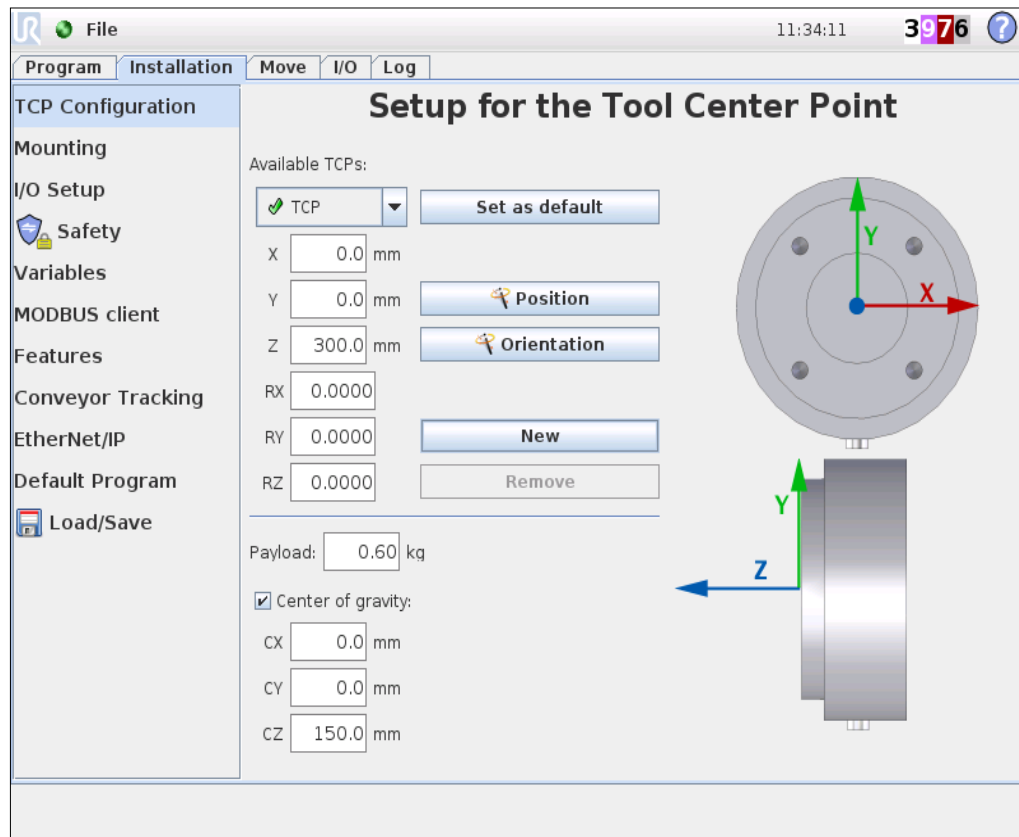 File 11:34:11 3976 ?
Program Installation Move I/O Log
TCP Configuration
Mounting
I/O Setup
Safety
Variables
MODBUS client
Features
Conveyor Tracking
EtherNet/IP
Default Program
Load/Save
Setup for the Tool Center Point
Available TCPs:
TCP Set as default
X 0.0 mm
Y 0.0 mm Position
Z 300.0 mm Orientation
RX 0.0000
RY 0.0000 New
RZ 0.0000 Remove
Payload: 0.60 kg
Center of gravity:
CX 0.0 mm
CY 0.0 mm
CZ 150.0 mm
Y
X
Y
Z